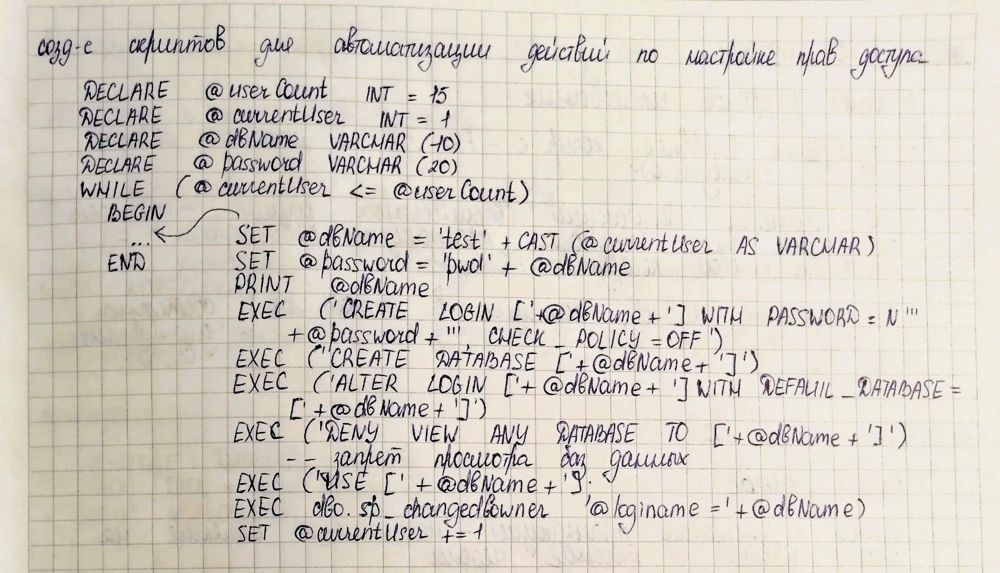 созд-е скриптов для автоматизации действий по настройке прав доступа
DECLARE @userCount INT = 15
DECLARE @currentUser INT = 1
DECLARE @dbName VARCHAR (10)
DECLARE @password VARCHAR (20)
WHILE (@currentUser <= @userCount)
BEGIN
...
END
SET @dbName = 'test' + CAST (@currentUser AS VARCHAR)
SET @password = 'pwd' + @dbName
PRINT @dbName
EXEC ('CREATE LOGIN ['+@dbName+'] WITH PASSWORD = N'''
+@password+''', CHECK_POLICY =OFF')
EXEC ('CREATE DATABASE ['+@dbName+']')
EXEC ('ALTER LOGIN ['+@dbName+'] WITH DEFAUIL_DATABASE =
['+@dbName+']')
EXEC ('DENY VIEW ANY DATABASE TO ['+@dbName+']')
-- запрет просмотра баз данных
EXEC ('USE ['+@dbName+'].
EXEC dbo.sp_changedbowner '@loginame ='+@dbName)
SET @currentUser += 1